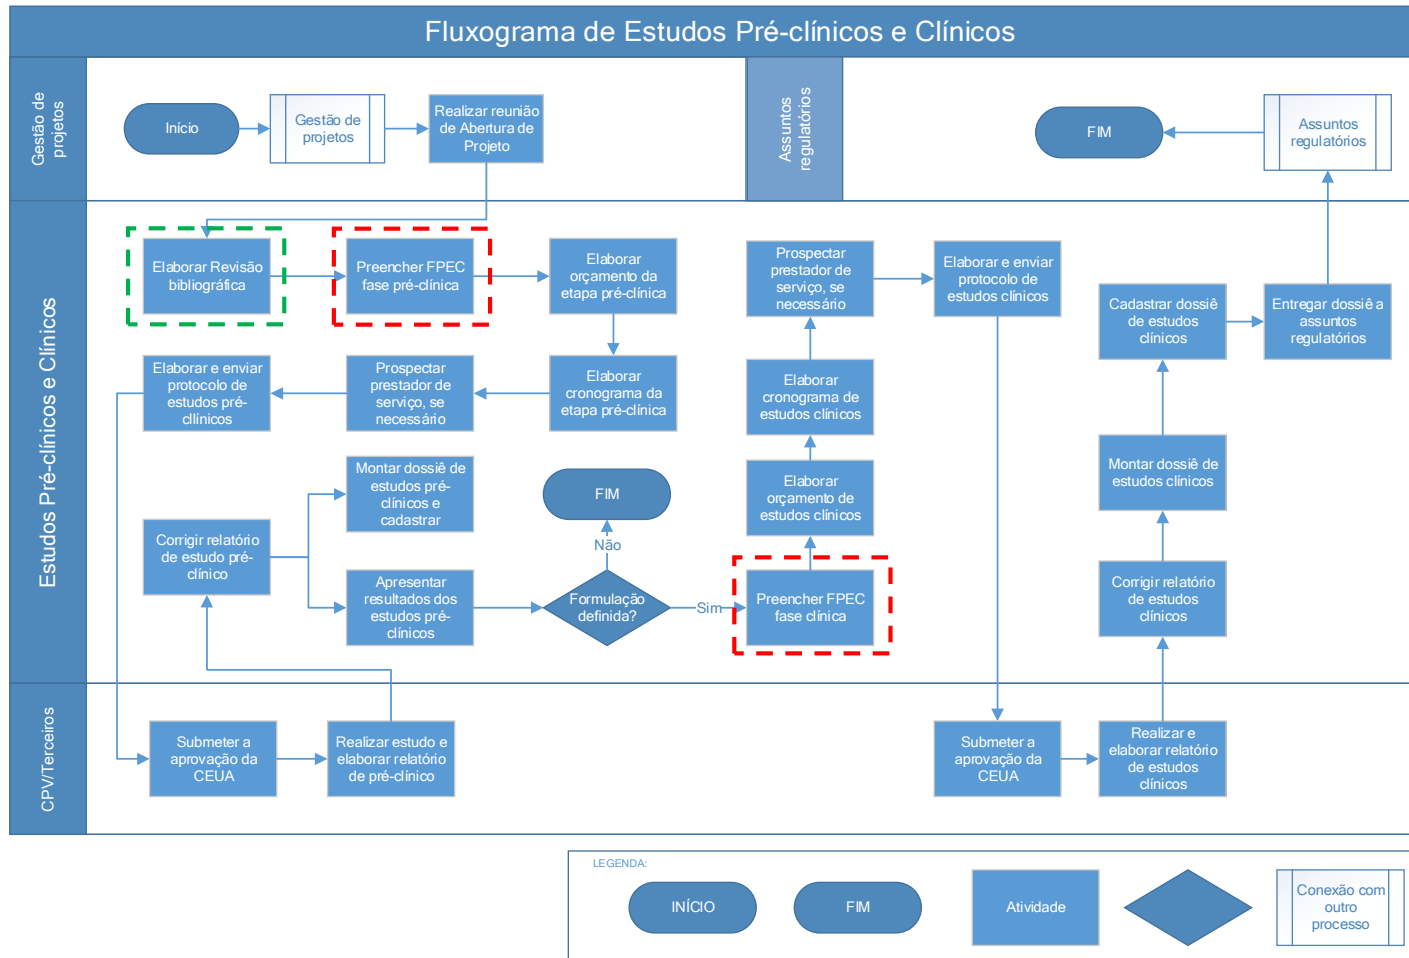 Fluxograma de Estudos Pré-clínicos e Clínicos
Gestão de
projetos
Início
Gestão de
projetos
Realizar reunião
de Abertura de
Projeto
Assuntos
regulatórios
FIM
Assuntos
regulatórios
Estudos Pré-clínicos e Clínicos
Elaborar Revisão
bibliográfica
Preencher FPEC
fase pré-clínica
Elaborar
orçamento da
etapa pré-clínica
Elaborar e enviar
protocolo de
estudos pré-
cllínicos
Prospectar
prestador de
serviço, se
necessário
Elaborar
cronograma da
etapa pré-clínica
Corrigir relatório
de estudo pré-
clínico
Montar dossiê de
estudos pré-
clínicos e
cadastrar
Apresentar
resultados dos
estudos pré-
clínicos
FIM
Não
Formulação
definida?
Sim
Preencher FPEC
fase clínica
Elaborar
orçamento de
estudos clínicos
Elaborar
cronograma de
estudos clínicos
Prospectar
prestador de
serviço, se
necessário
Elaborar e enviar
protocolo de
estudos clínicos
Cadastrar dossiê
de estudos
clínicos
Entregar dossiê a
assuntos
regulatórios
Montar dossiê de
estudos clínicos
Corrigir relatório
de estudos
clínicos
CPV/Terceiros
Submeter a
aprovação da
CEUA
Realizar estudo e
elaborar relatório
de pré-clínico
Submeter a
aprovação da
CEUA
Realizar e
elaborar relatório
de estudos
clínicos
LEGENDA:
INÍCIO
FIM
Atividade
Conexão com
outro
processo